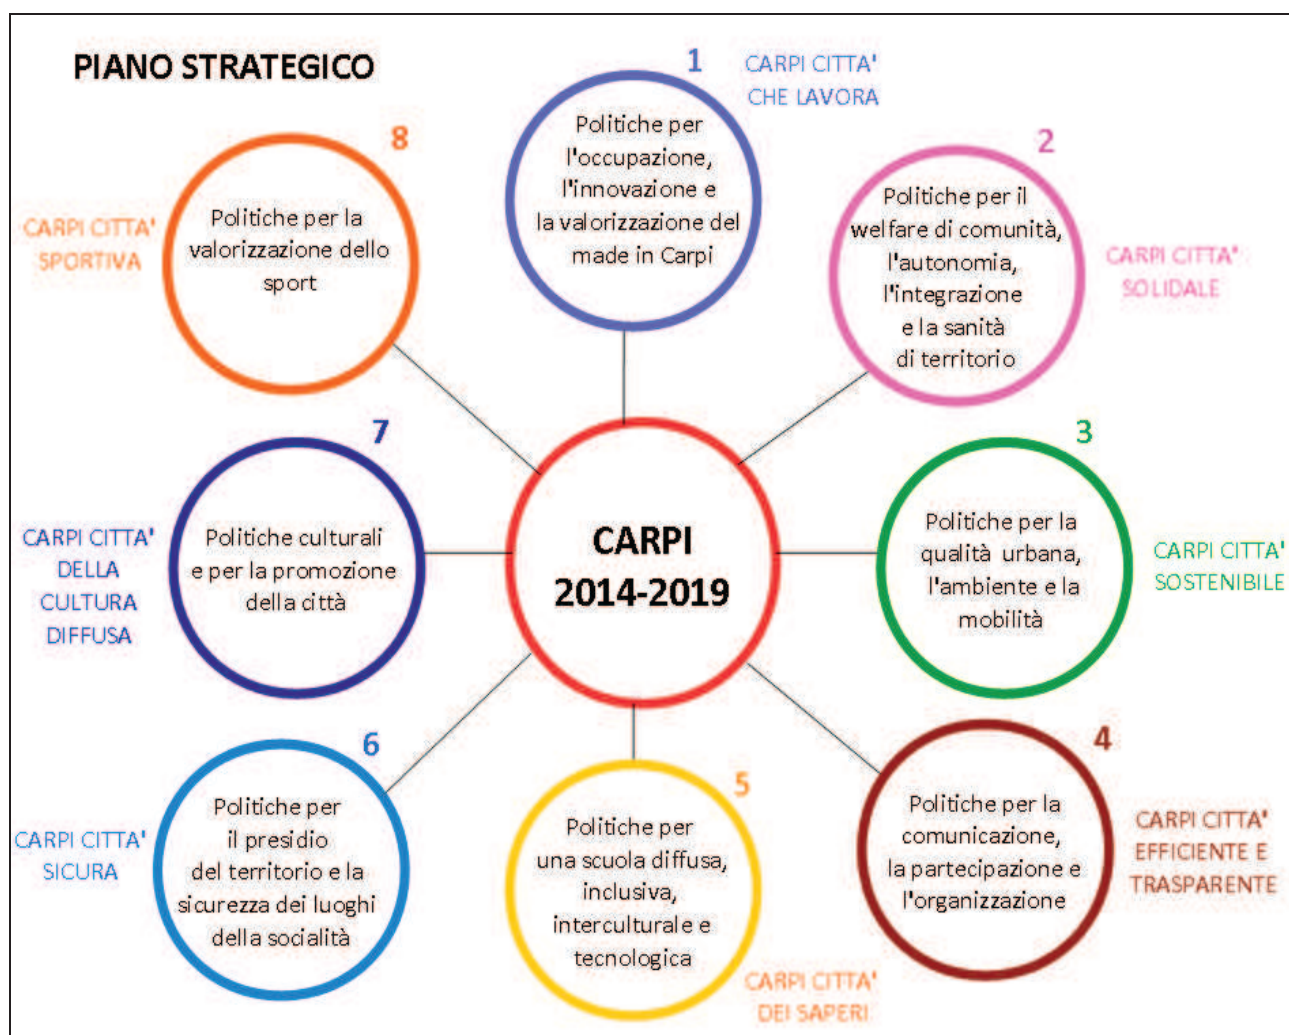 PIANO STRATEGICO
1
CARPI CITTA'
CHE LAVORA
Politiche per
l'occupazione,
l'innovazione e
la valorizzazione del
made in Carpi
2
Politiche per il
welfare di comunità,
l'autonomia,
l'integrazione
e la sanità
di territorio
CARPI CITTA'
SOLIDALE
3
Politiche per la
qualità urbana,
l'ambiente e la
mobilità
CARPI CITTA'
SOSTENIBILE
4
Politiche per la
comunicazione,
la partecipazione e
l'organizzazione
CARPI CITTA'
EFFICIENTE E
TRASPARENTE
5
Politiche per
una scuola diffusa,
inclusiva,
interculturale e
tecnologica
CARPI CITTA'
DEI SAPERI
6
Politiche per
il presidio
del territorio e la
sicurezza dei luoghi
della socialità
CARPI CITTA'
SICURA
7
Politiche culturali
e per la promozione
della città
CARPI CITTA'
DELLA
CULTURA
DIFFUSA
8
Politiche per la
valorizzazione dello
sport
CARPI CITTA'
SPORTIVA
CARPI
2014-2019